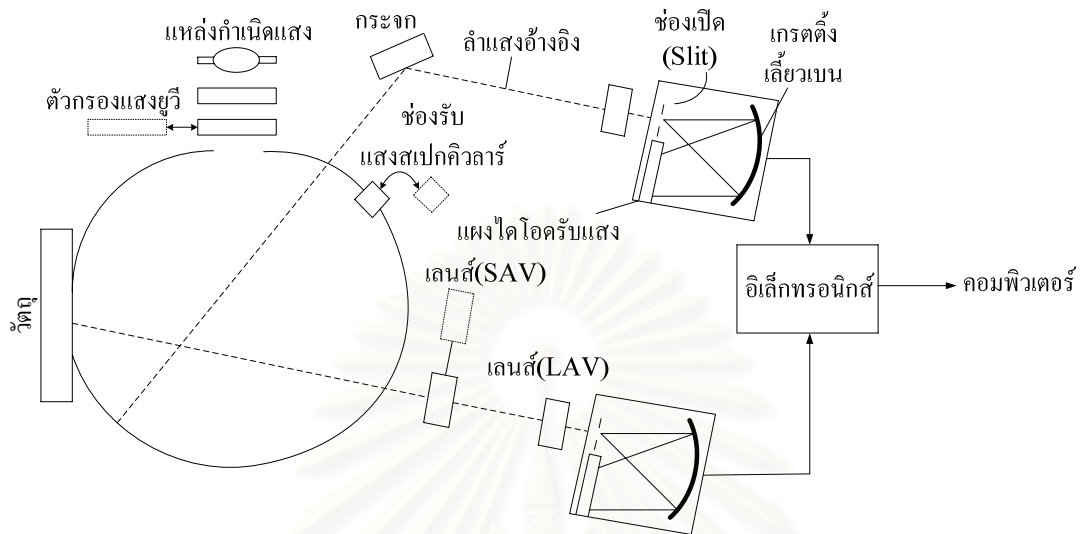 แหล่งกำเนิดแสง
กระจก
ลำแสงอ้างอิง
ช่องเปิด
(Slit)
เกรตติ้ง
เลี้ยวเบน
ตัวกรองแสงยูวี
ช่องรับ
แสงสเปกคิวลาร์
แผงไดโอดรับแสง
เลนส์(SAV)
อิเล็กทรอนิกส์
คอมพิวเตอร์
วัตถุ
เลนส์(LAV)